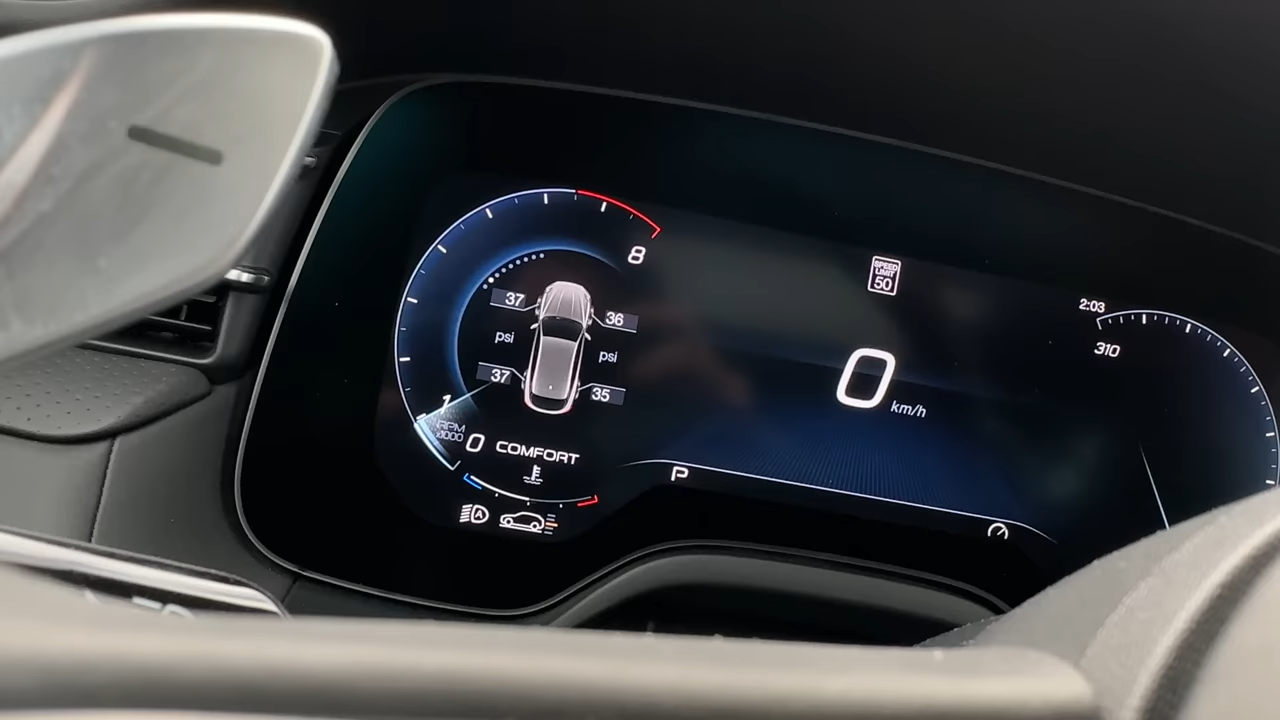 8
37
36
psi
psi
37
35
1
RPM
x1000
0
COMFORT
A
SPEED
LIMIT
50
0
km/h
P
2:03
310